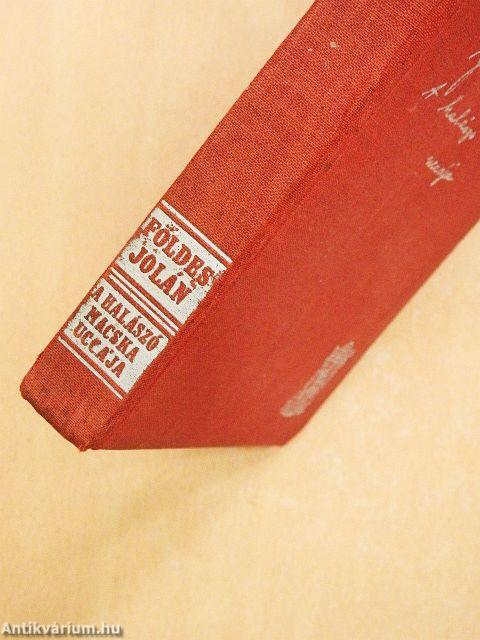 FÖLDES
JOLÁN
A HALÁSZÓ
MACSKA
UCCÁJA
Antikvárium.hu